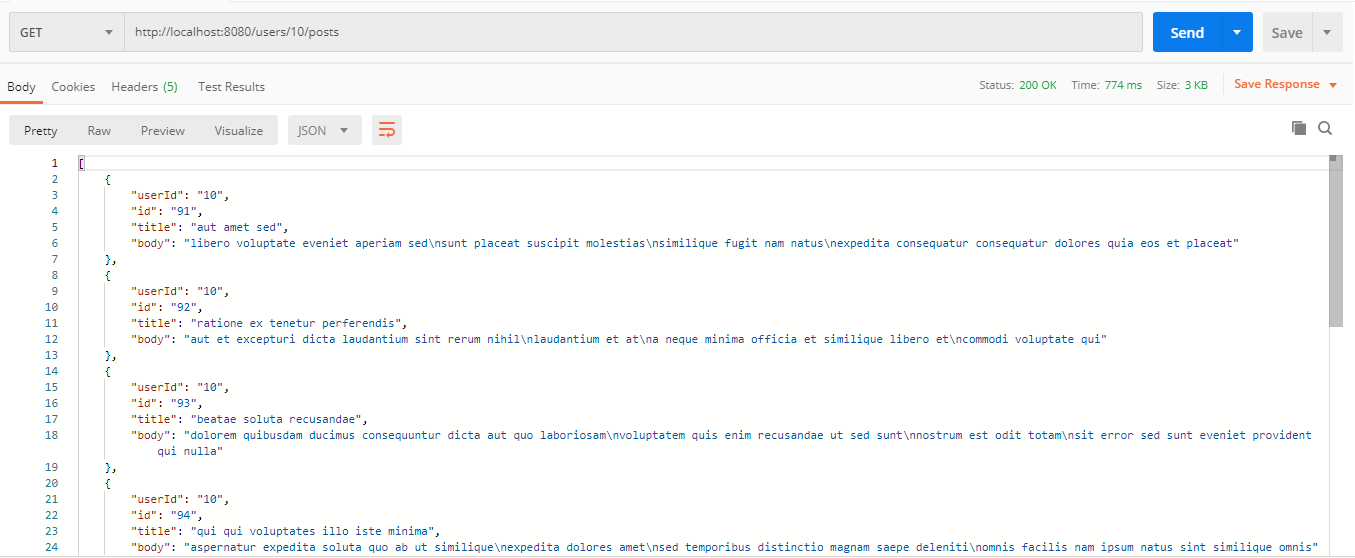 GET http://localhost:8080/users/10/posts Send Save
Body Cookies Headers (5) Test Results Status: 200 OK Time: 774 ms Size: 3 KB Save Response
Pretty Raw Preview Visualize JSON
1 [
2 {
3 "userId": "10",
4 "id": "91",
5 "title": "aut amet sed",
6 "body": "libero voluptate eveniet aperiam sed\nsunt placeat suscipit molestias\nsimilique fugit nam natus\nexpedita consequatur consequatur dolores quia eos et placeat"
7 },
8 {
9 "userId": "10",
10 "id": "92",
11 "title": "ratione ex tenetur perferendis",
12 "body": "aut et excepturi dicta laudantium sint rerum nihil\nlaudantium et at\na neque minima officia et similique libero et\ncommodi voluptate qui"
13 },
14 {
15 "userId": "10",
16 "id": "93",
17 "title": "beatae soluta recusandae",
18 "body": "dolorem quibusdam ducimus consequuntur dicta aut quo laboriosam\nvoluptatem quis enim recusandae ut sed sunt\nnostrum est odit totam\nsit error sed sunt eveniet provident
qui nulla"
19 },
20 {
21 "userId": "10",
22 "id": "94",
23 "title": "qui qui voluptates illo iste minima",
24 "body": "aspernatur expedita soluta quo ab ut similique\nexpedita dolores amet\nsed temporibus distinctio magnam saepe deleniti\nomnis facilis nam ipsum natus sint similique omnis"